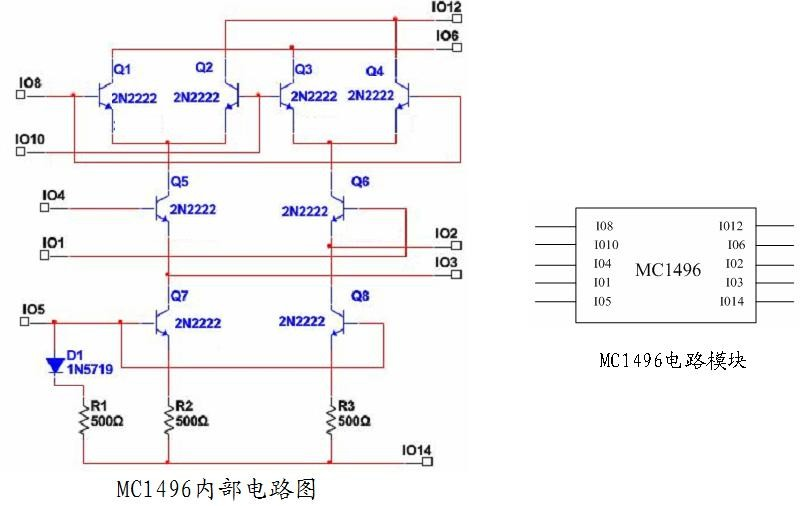 IO12
IO6
Q1
Q2
Q3
Q4
IO8
2N2222
2N2222
2N2222
2N2222
IO10
Q5
Q6
IO4
2N2222
2N2222
IO1
IO2
IO3
Q7
Q8
IO5
2N2222
2N2222
D1
1N5719
R1
500Ω
R2
500Ω
R3
500Ω
IO14
MC1496内部电路图
IO8
IO12
IO10
IO6
IO4
MC1496
IO2
IO1
IO3
IO5
IO14
MC1496电路模块